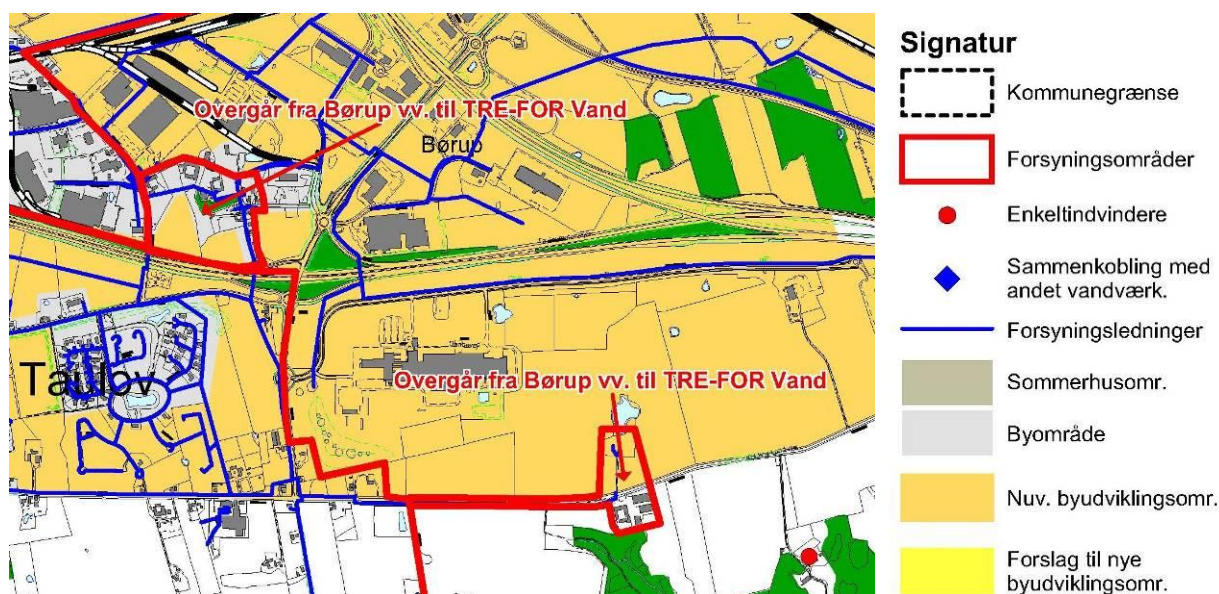 Overgår fra Børup vv. til TRE-FOR Vand
Børup
Taulov
Overgår fra Børup vv. til TRE-FOR Vand
Signatur
Kommunegrænse
Forsyningsområder
Enkeltindvindere
Sammenkobling med
andet vandværk.
Forsyningsledninger
Sommerhusomr.
Byområde
Nuv. byudviklingsomr.
Forslag til nye
byudviklingsomr.